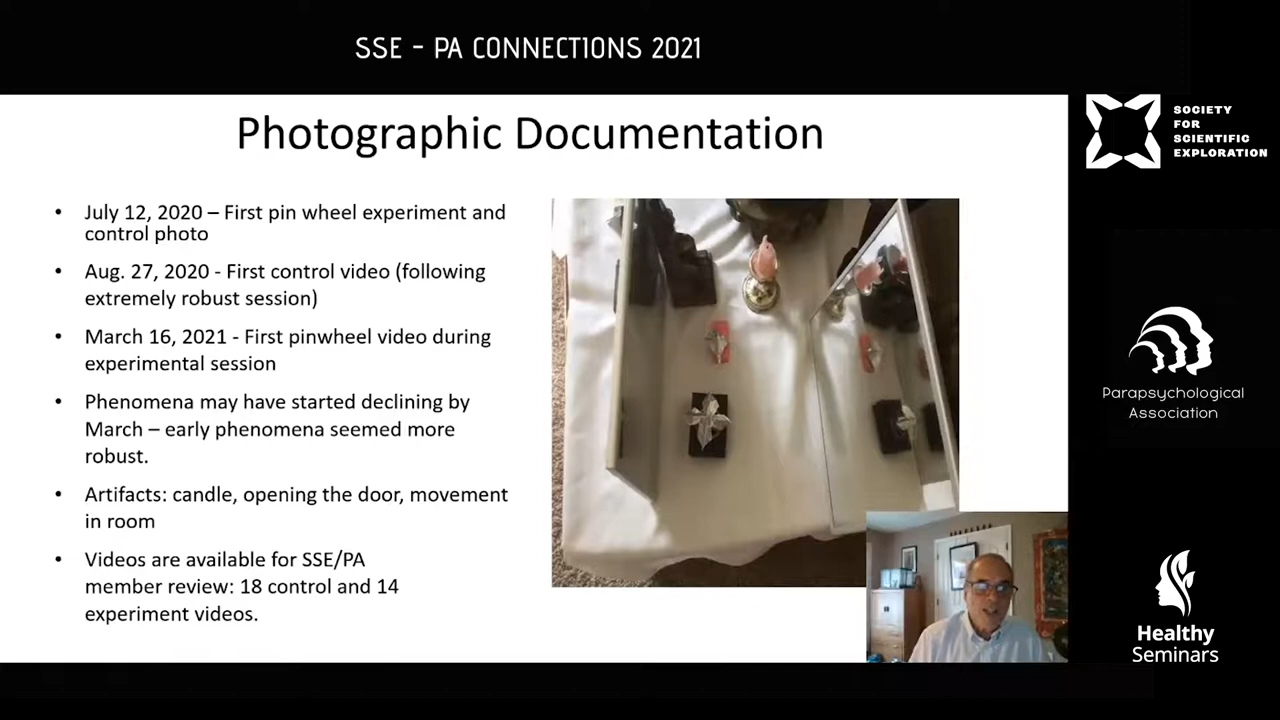 SSE - PA CONNECTIONS 2021
Photographic Documentation
• July 12, 2020 – First pin wheel experiment and
control photo
• Aug. 27, 2020 - First control video (following
extremely robust session)
• March 16, 2021 - First pinwheel video during
experimental session
• Phenomena may have started declining by
March – early phenomena seemed more
robust.
• Artifacts: candle, opening the door, movement
in room
• Videos are available for SSE/PA
member review: 18 control and 14
experiment videos.
SOCIETY
FOR
SCIENTIFIC
EXPLORATION
Parapsychological
Association
Healthy
Seminars